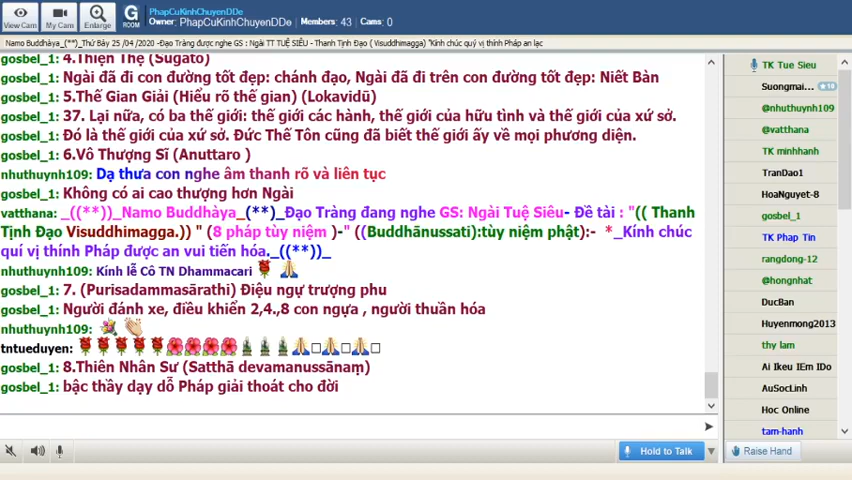 PhapCuKinhChuyenDDe
Owner: PhapCuKinhChuyenDDe Members: 43 Cams: 0
View Cam My Cam Enlarge G ROOM
Namo Buddhàya_(**)_Thứ Bảy 25 /04 /2020 -Đạo Tràng được nghe GS : Ngài TT TUỆ SIÊU - Thanh Tịnh Đạo ( Visuddhimagga) "Kính chúc quý vị thính Pháp an lạc
gosbel_1: 4.Thiện Thệ (Sugato)
gosbel_1: Ngài đã đi con đường tốt đẹp: chánh đạo, Ngài đã đi trên con đường tốt đẹp: Niết Bàn
gosbel_1: 5.Thế Gian Giải (Hiểu rõ thế gian) (Lokavidū)
gosbel_1: 37. Lại nữa, có ba thế giới: thế giới các hành, thế giới của hữu tình và thế giới của xứ sở.
gosbel_1: Đó là thế giới của xứ sở. Đức Thế Tôn cũng đã biết thế giới ấy về mọi phương diện.
gosbel_1: 6.Vô Thượng Sĩ (Anuttaro )
nhuthuynh109: Dạ thưa con nghe âm thanh rõ và liên tục
gosbel_1: Không có ai cao thượng hơn Ngài
vatthana: _((**))_Namo Buddhàya_(**)_Đạo Tràng đang nghe GS: Ngài Tuệ Siêu- Đề tài : "(( Thanh
Tịnh Đạo Visuddhimagga.)) " (8 pháp tùy niệm )-" ((Buddhānussati):tùy niệm phật):- *_Kính chúc
quí vị thính Pháp được an vui tiến hóa._((**))_
nhuthuynh109: Kính lễ Cô TN Dhammacari 🌹 🙏
gosbel_1: 7. (Purisadammasārathi) Điệu ngự trượng phu
gosbel_1: Người đánh xe, điều khiển 2,4.,8 con ngựa , người thuần hóa
nhuthuynh109: 💐 👏
tntueduyen: 🌹🌹🌹🌹🌹🌺🌺🌺🌺🎍🎍🎍🙏□🙏□🙏□
gosbel_1: 8.Thiên Nhân Sư (Satthā devamanussānaṃ)
gosbel_1: bậc thầy dạy dỗ Pháp giải thoát cho đời
TK Tue Sieu
Suongmai...
@nhuthuynh109
@vatthana
TK minhhanh
TranDao1
HoaNguyet-8
gosbel_1
TK Phap Tin
rangdong-12
@hongnhat
DucBan
Huyenmong2013
thy lam
Ai Ikeu IEm IDo
AuSocLinh
Hoc Online
tam-hanh
Hold to Talk
Raise Hand